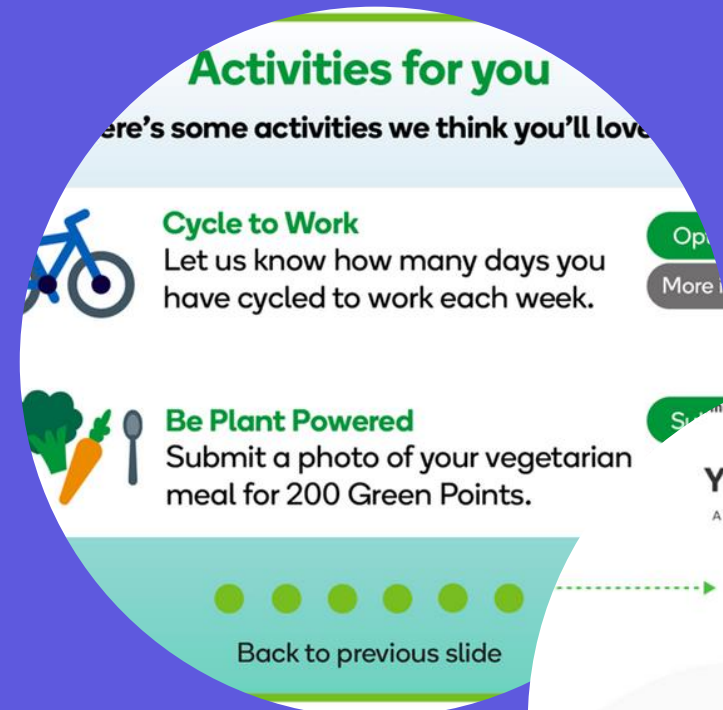 Activities for you
ere's some activities we think you'll love
Cycle to Work
Let us know how many days you
have cycled to work each week.
More
Be Plant Powered
Submit a photo of your vegetarian
meal for 200 Green Points.
Back to previous slide